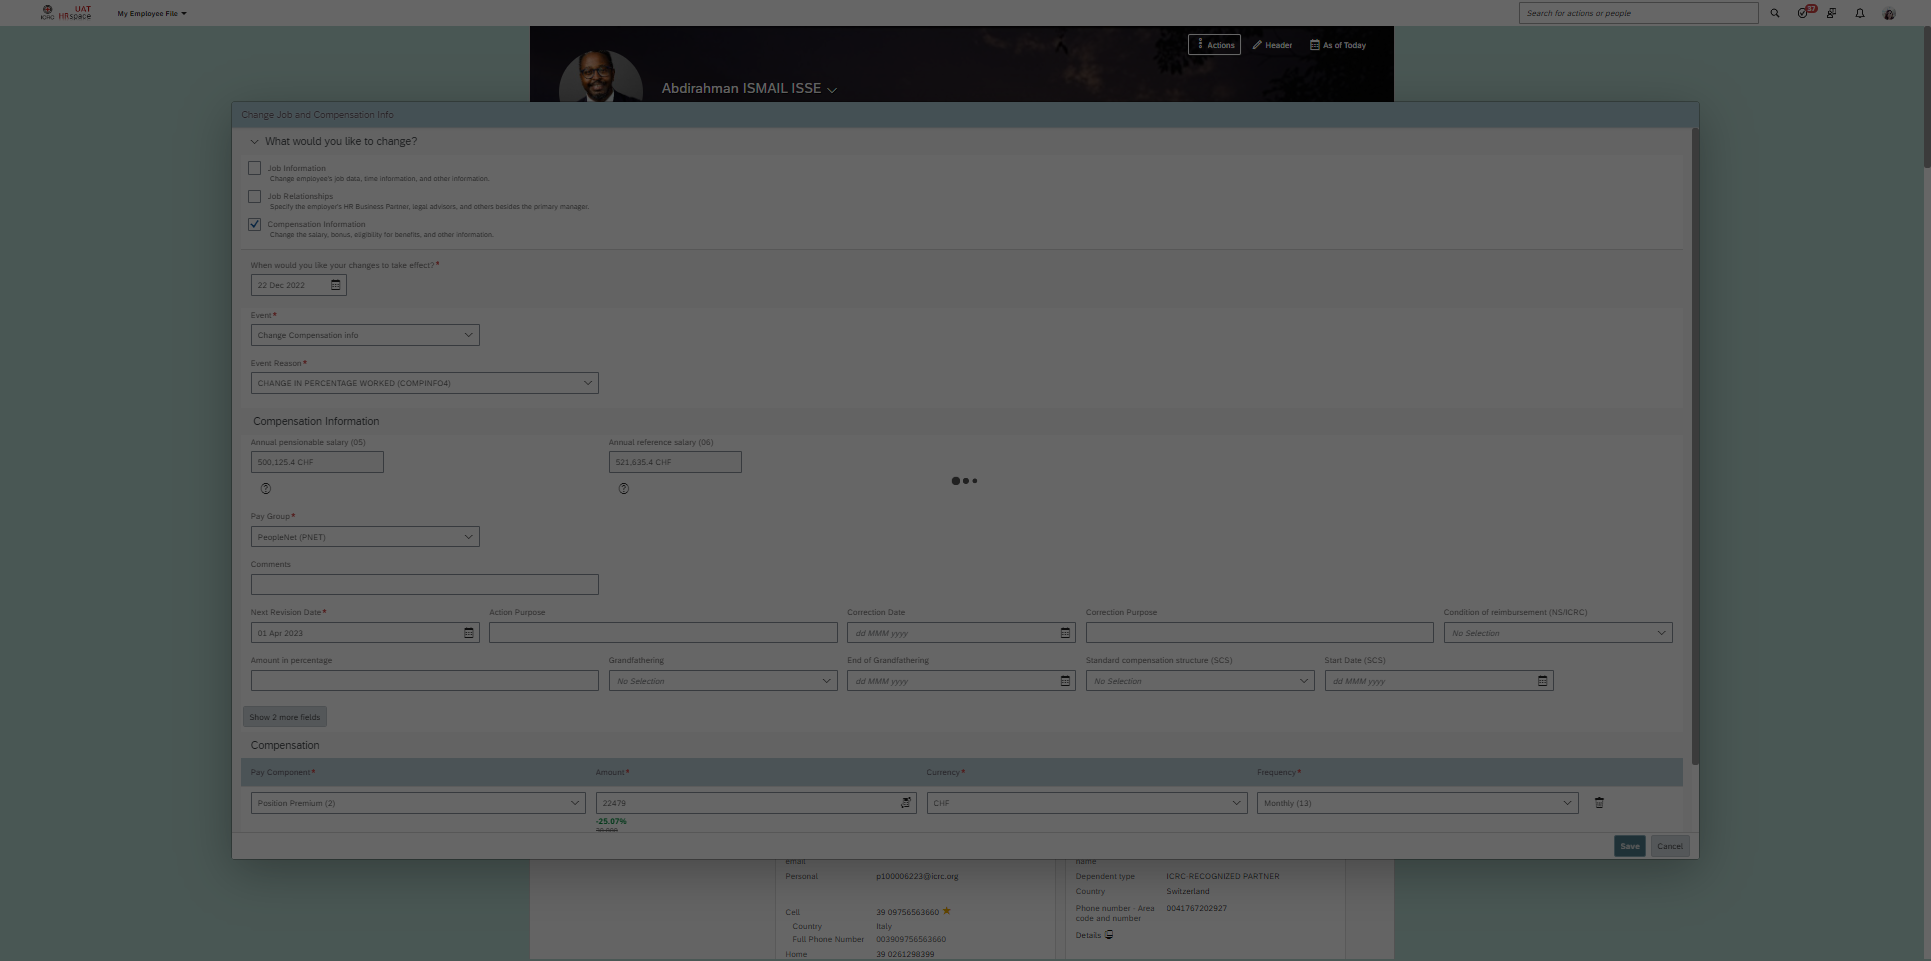 ICRC UAT HRspace
My Employee File
Search for actions or people
37
Actions
Header
As of Today
Abdirahman ISMAIL ISSE
Change Job and Compensation Info
What would you like to change?
Job Information
Change employee's job data, time information, and other information.
Job Relationships
Specify the employer's HR Business Partner, legal advisors, and others besides the primary manager.
Compensation Information
Change the salary, bonus, eligibility for benefits, and other information.
When would you like your changes to take effect?*
22 Dec 2022
Event*
Change Compensation info
Event Reason*
CHANGE IN PERCENTAGE WORKED (COMPINFO4)
Compensation Information
Annual pensionable salary (05) Annual reference salary (06)
500,125.4 CHF 521,635.4 CHF
Pay Group*
PeopleNet (PNET)
Comments
Next Revision Date* Action Purpose Correction Date Correction Purpose Condition of reimbursement (NS/ICRC)
01 Apr 2023 dd MMM yyyy No Selection
Amount in percentage Grandfathering End of Grandfathering Standard compensation structure (SCS) Start Date (SCS)
No Selection dd MMM yyyy No Selection dd MMM yyyy
Show 2 more fields
Compensation
Pay Component* Amount* Currency* Frequency*
Position Premium (2) 22479 CHF Monthly (13)
-25.07%
30,000
Save Cancel
email name
Personal p100006223@icrc.org Dependent type ICRC-RECOGNIZED PARTNER
Country Switzerland
Phone number - Area code and number 0041767202927
Cell 39 09756563660
Country Italy
Details
Full Phone Number 003909756563660
Home 39 0261298399